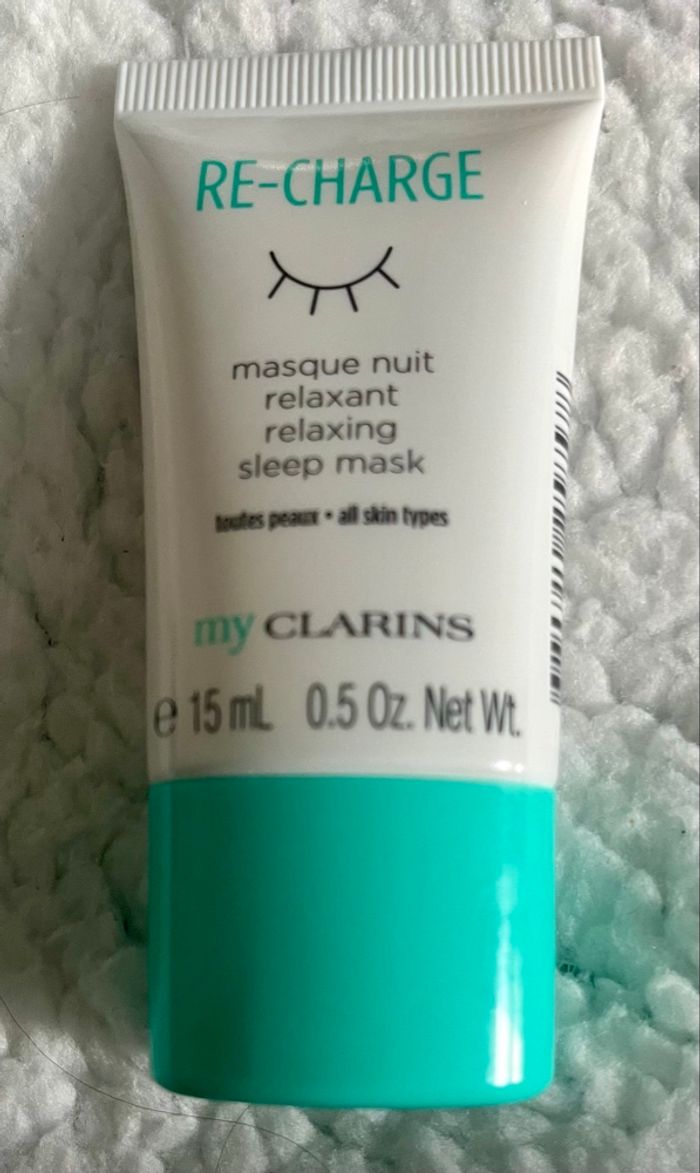 RE-CHARGE
masque nuit
relaxant
relaxing
sleep mask
toutes peaux • all skin types
my CLARINS
e 15 mL 0.5 Oz. Net Wt.